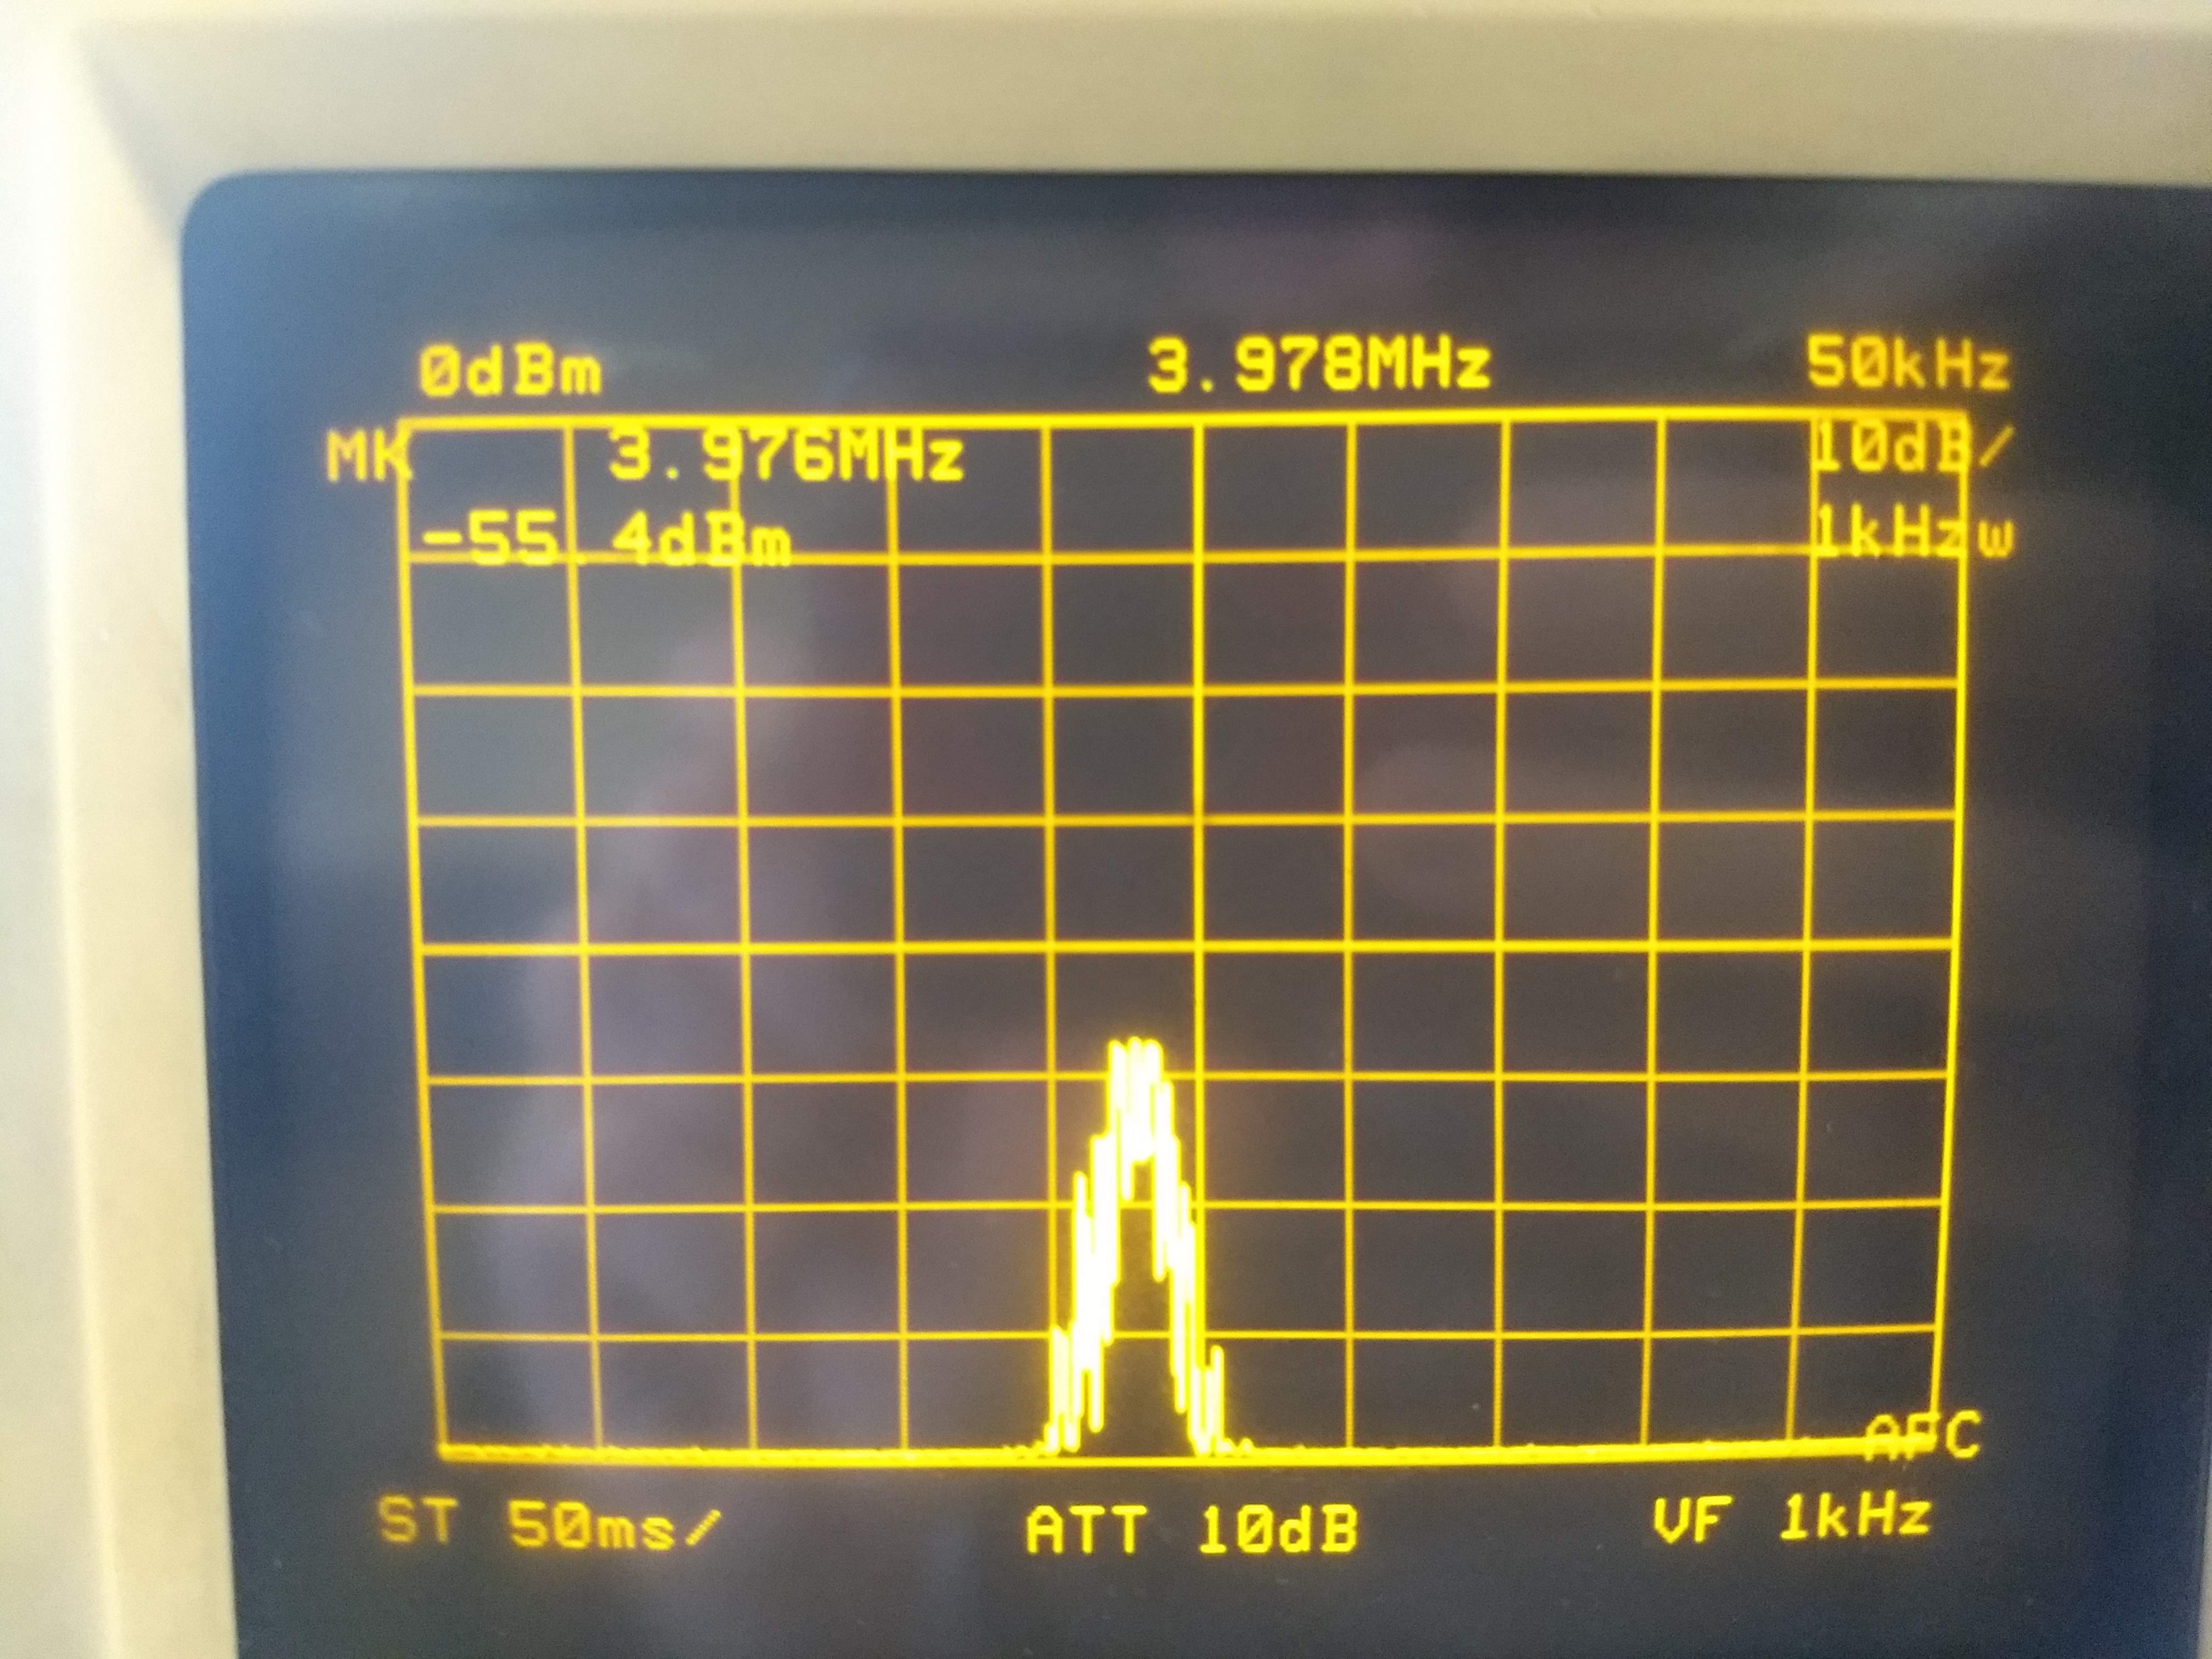 0dBm 3.978MHz 50kHz
MK 3.976MHz 10dB/
-55.4dBm 1kHzw
AFC
ST 50ms/ ATT 10dB VF 1kHz